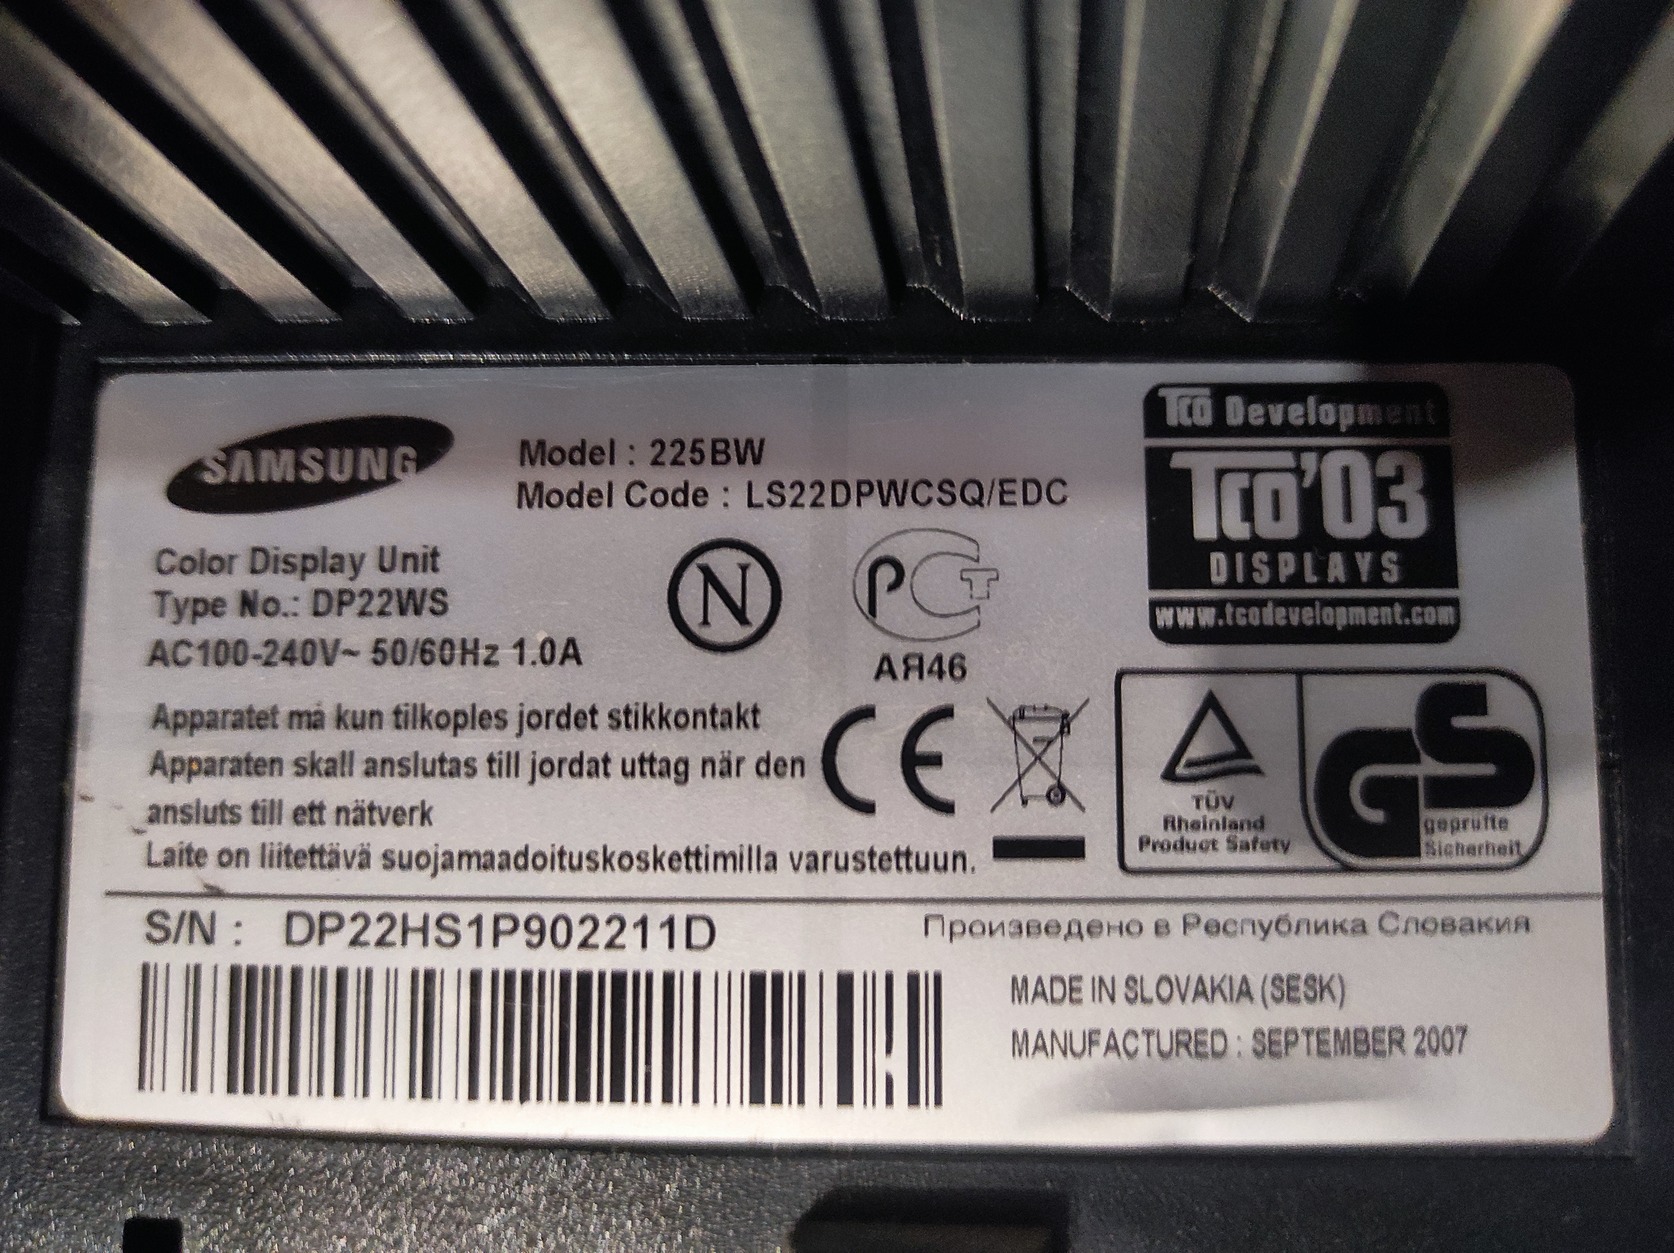 SAMSUNG
Model : 225BW
Model Code : LS22DPWCSQ/EDC
Color Display Unit
Type No.: DP22WS
AC100-240V~ 50/60Hz 1.0A
N
PCT
АЯ46
TCO Development
TCO'03
DISPLAYS
www.tcodevelopment.com
Apparatet må kun tilkoples jordet stikkontakt
Apparaten skall anslutas till jordat uttag när den
ansluts till ett nätverk
Laite on liitettävä suojamaadoituskoskettimilla varustettuun.
CE
TÜV
Rheinland
Product Safety
GS
geprüfte
Sicherheit
S/N : DP22HS1P902211D
Произведено в Республика Словакия
MADE IN SLOVAKIA (SESK)
MANUFACTURED : SEPTEMBER 2007